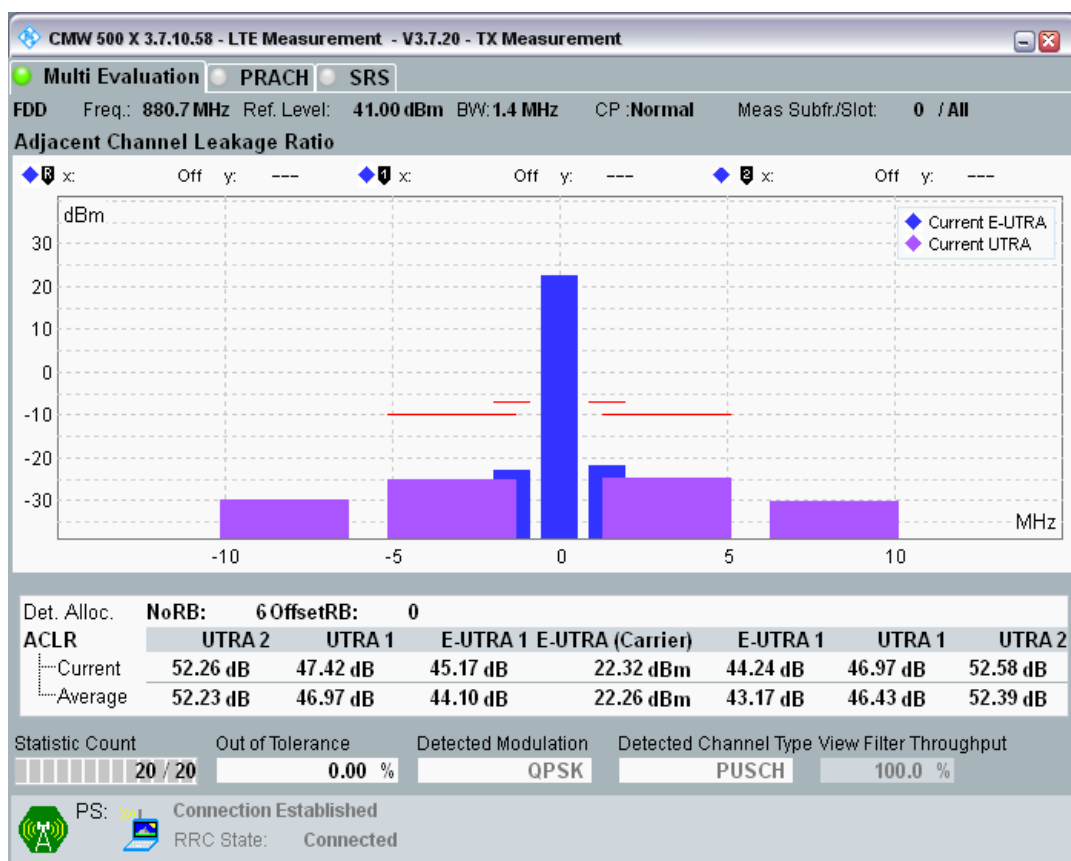 CMW 500 X 3.7.10.58 - LTE Measurement - V3.7.20 - TX Measurement
Multi Evaluation PRACH SRS
FDD Freq.: 880.7 MHz Ref. Level: 41.00 dBm BW: 1.4 MHz CP :Normal Meas Subfr./Slot: 0 / All
Adjacent Channel Leakage Ratio
R x: Off y: --- 1 x: Off y: --- 2 x: Off y: ---
dBm
Current E-UTRA
Current UTRA
30
20
10
0
-10
-20
-30
MHz
-10 -5 0 5 10
Det. Alloc. NoRB: 6 OffsetRB: 0
ACLR UTRA 2 UTRA 1 E-UTRA 1 E-UTRA (Carrier) E-UTRA 1 UTRA 1 UTRA 2
Current 52.26 dB 47.42 dB 45.17 dB 22.32 dBm 44.24 dB 46.97 dB 52.58 dB
Average 52.23 dB 46.97 dB 44.10 dB 22.26 dBm 43.17 dB 46.43 dB 52.39 dB
Statistic Count Out of Tolerance Detected Modulation Detected Channel Type View Filter Throughput
20 / 20 0.00 % QPSK PUSCH 100.0 %
PS: Connection Established
RRC State: Connected